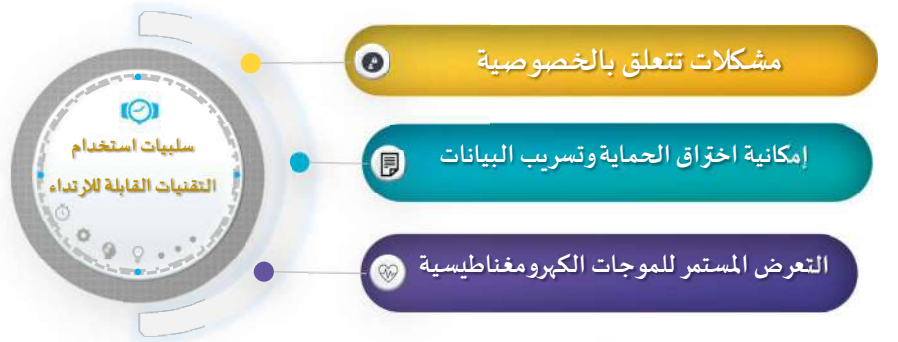 سلبيات استخدام
التقنيات القابلة للارتداء
مشكلات تتعلق بالخصوصية
إمكانية اختراق الحماية وتسريب البيانات
التعرض المستمر للموجات الكهرومغناطيسية